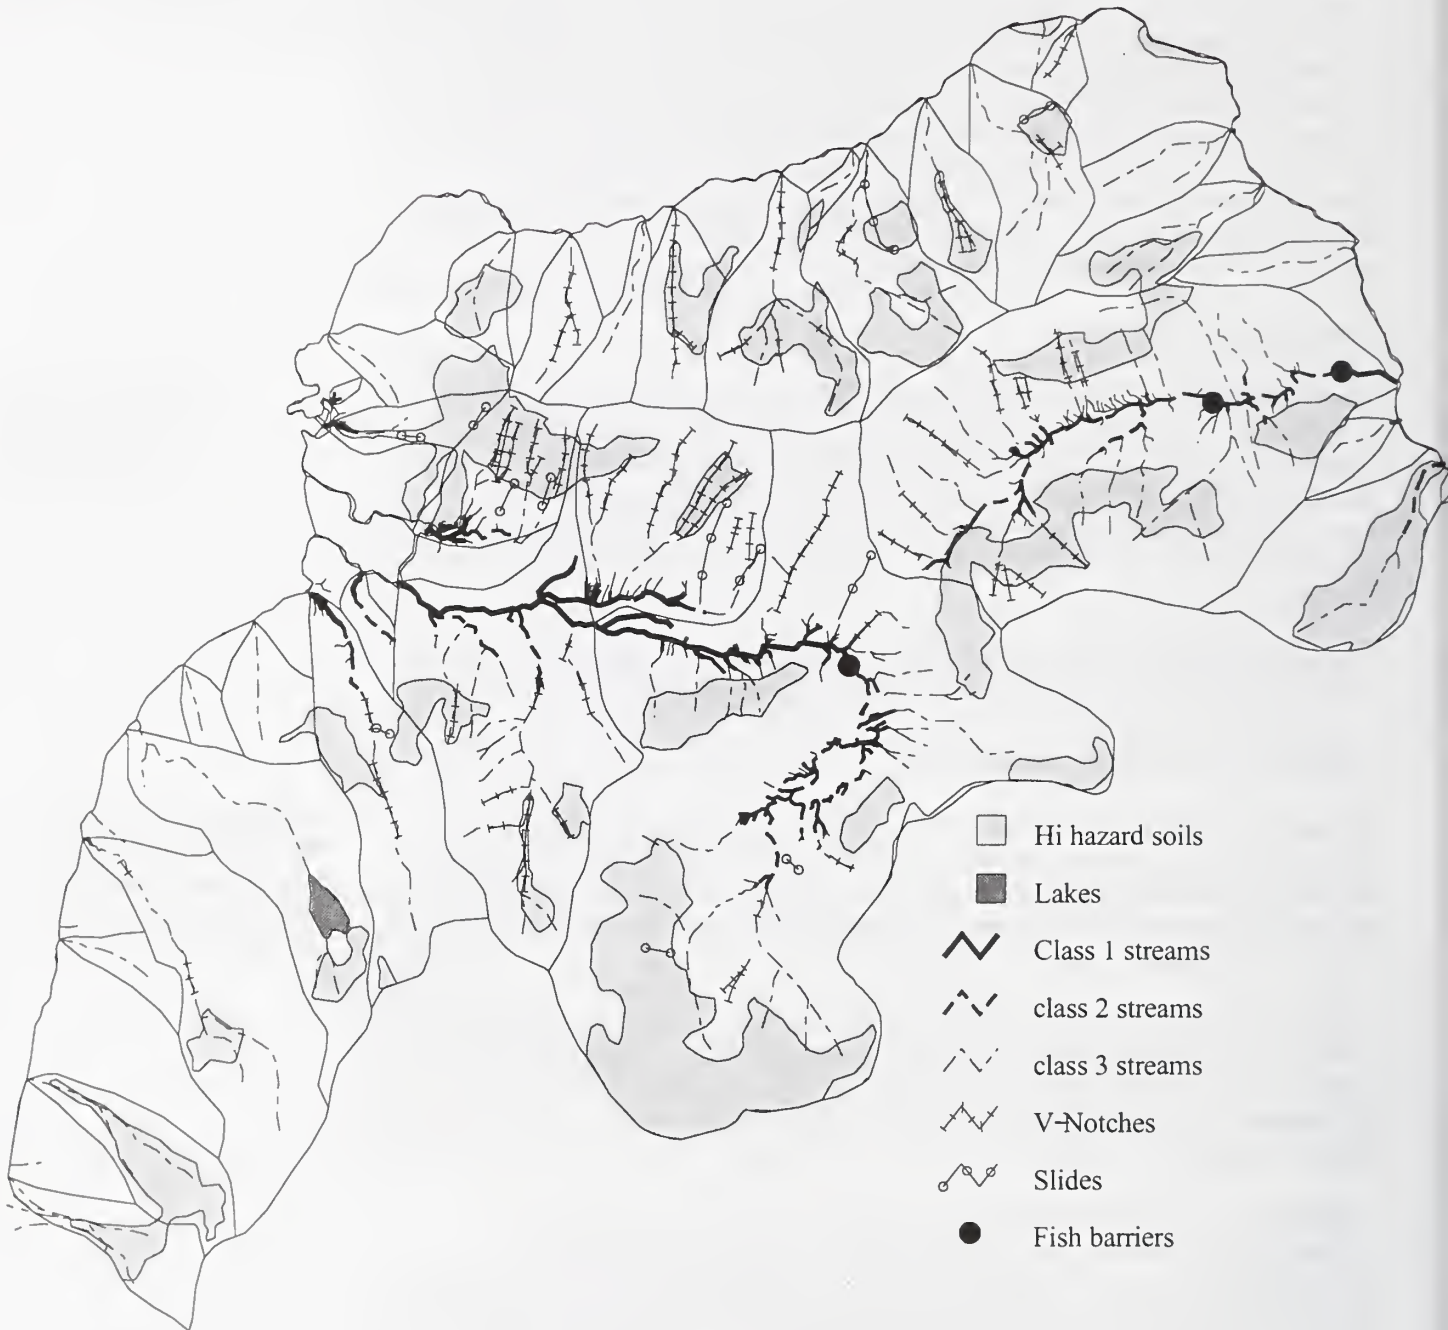 Hi hazard soils
Lakes
Class 1 streams
class 2 streams
class 3 streams
V-Notches
Slides
Fish barriers